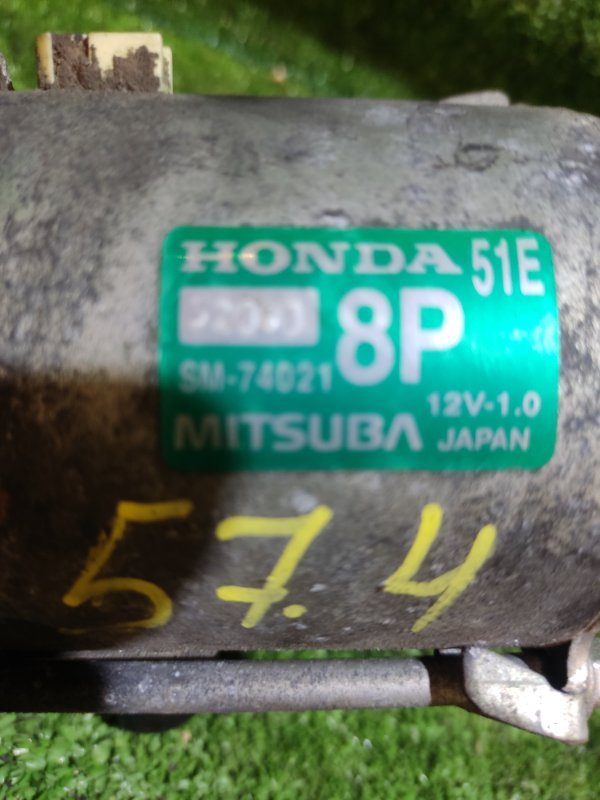 HONDA 51E
8P
SM-74021
12V-1.0
MITSUBA JAPAN
57.4